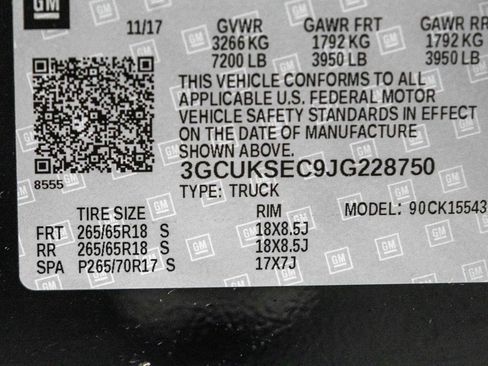 GM
11/17 GVWR GAWR FRT GAWR RR
3266 KG 1792 KG 1792 KG
7200 LB 3950 LB 3950 LB
THIS VEHICLE CONFORMS TO ALL
APPLICABLE U.S. FEDERAL MOTOR
VEHICLE SAFETY STANDARDS IN EFFECT
ON THE DATE OF MANUFACTURE
SHOWN ABOVE.
8555 3GCUKSEC9JG228750
TYPE: TRUCK
TIRE SIZE RIM MODEL: 90CK15543
FRT 265/65R18 S 18X8.5J
RR 265/65R18 S 18X8.5J
SPA P265/70R17 S 17X7J